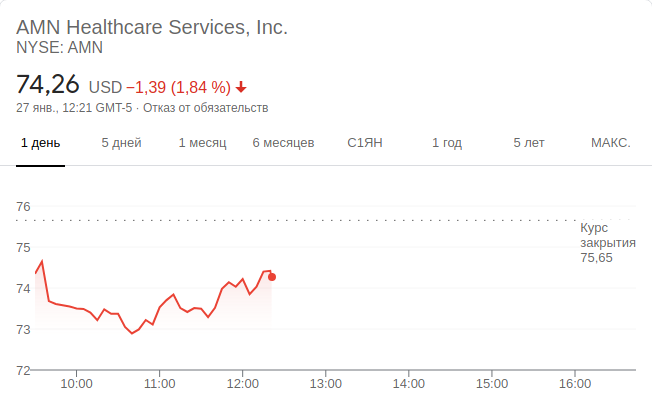 AMN Healthcare Services, Inc.
NYSE: AMN
74,26 USD −1,39 (1,84 %)
27 янв., 12:21 GMT-5 · Отказ от обязательств
1 день 5 дней 1 месяц 6 месяцев С1ЯН 1 год 5 лет МАКС.
76
75
74
73
72
Курс
закрытия
75,65
10:00 11:00 12:00 13:00 14:00 15:00 16:00